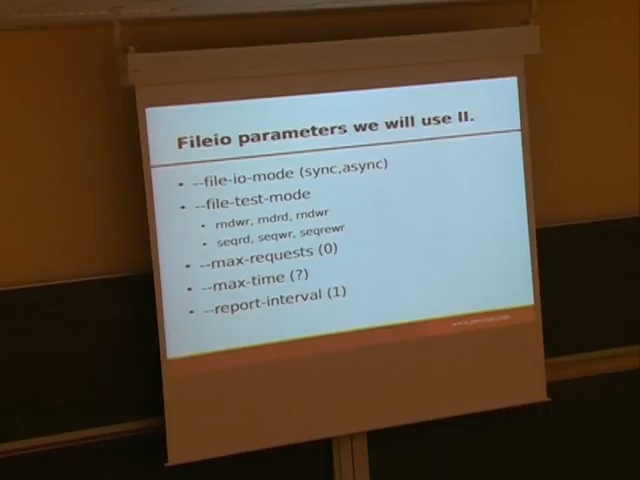 Fileio parameters we will use II.
• --file-io-mode (sync,async)
• --file-test-mode
• rndwr, rndrd, rndwr
• seqrd, seqwr, seqrewr
• --max-requests (0)
• --max-time (?)
• --report-interval (1)